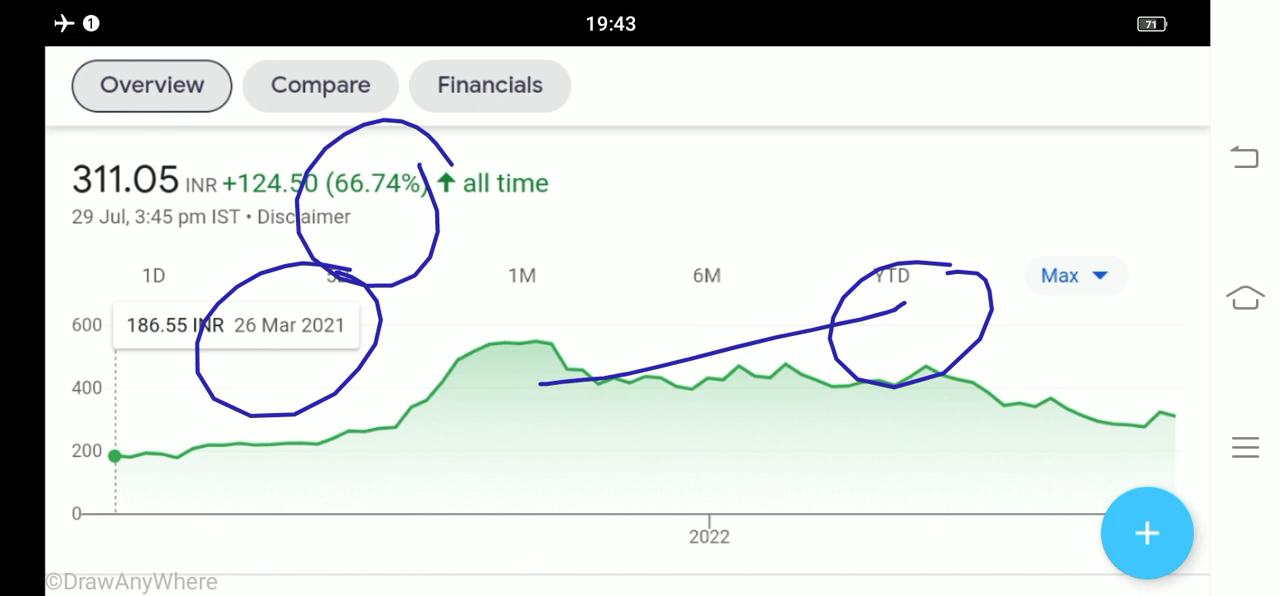 1
19:43
71
Overview Compare Financials
311.05 INR +124.50 (66.74%) ↑ all time
29 Jul, 3:45 pm IST • Disclaimer
1D 1M 6M YTD Max
186.55 INR 26 Mar 2021
600
400
200
0
2022
+
©DrawAnyWhere